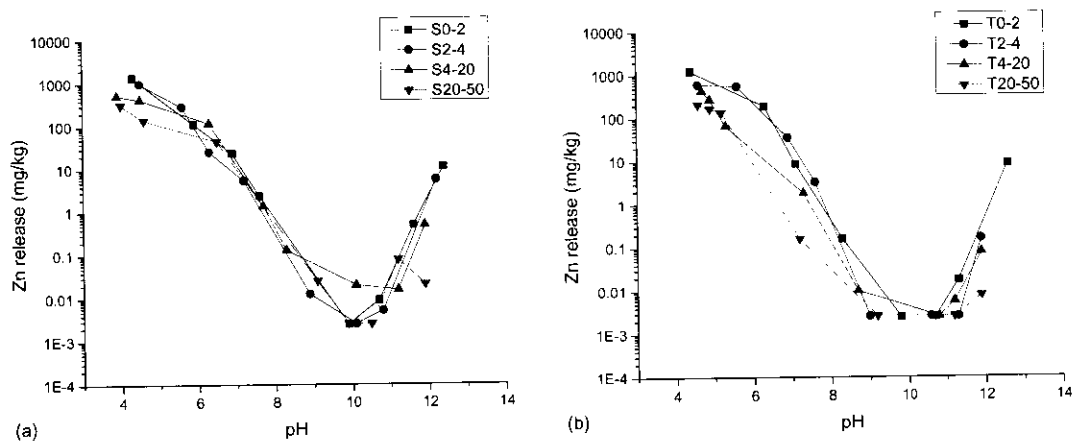 S0-2
S2-4
S4-20
S20-50
10000
1000
100
10
1
0.1
0.01
1E-3
1E-4
Zn release (mg/kg)
4 6 8 10 12 14
pH
(a)
T0-2
T2-4
T4-20
T20-50
10000
1000
100
10
1
0.1
0.01
1E-3
1E-4
Zn release (mg/kg)
4 6 8 10 12 14
pH
(b)